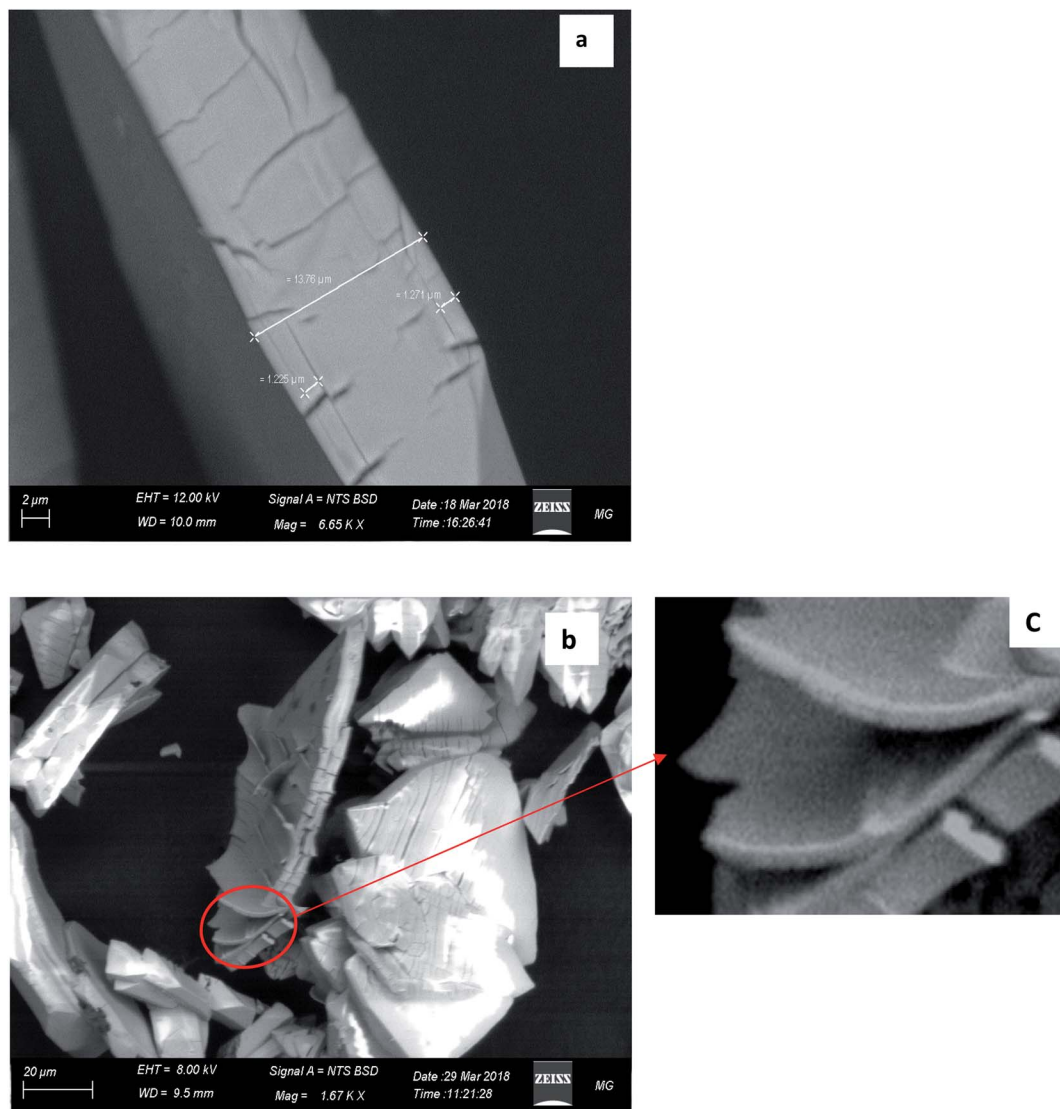 a
= 13.76 µm
= 1.271 µm
= 1.225 µm
2 µm
EHT = 12.00 kV
WD = 10.0 mm
Signal A = NTS BSD
Mag = 6.65 K X
Date :18 Mar 2018
Time :16:26:41
ZEISS
MG
b
C
20 µm
EHT = 8.00 kV
WD = 9.5 mm
Signal A = NTS BSD
Mag = 1.67 K X
Date :29 Mar 2018
Time :11:21:28
ZEISS
MG